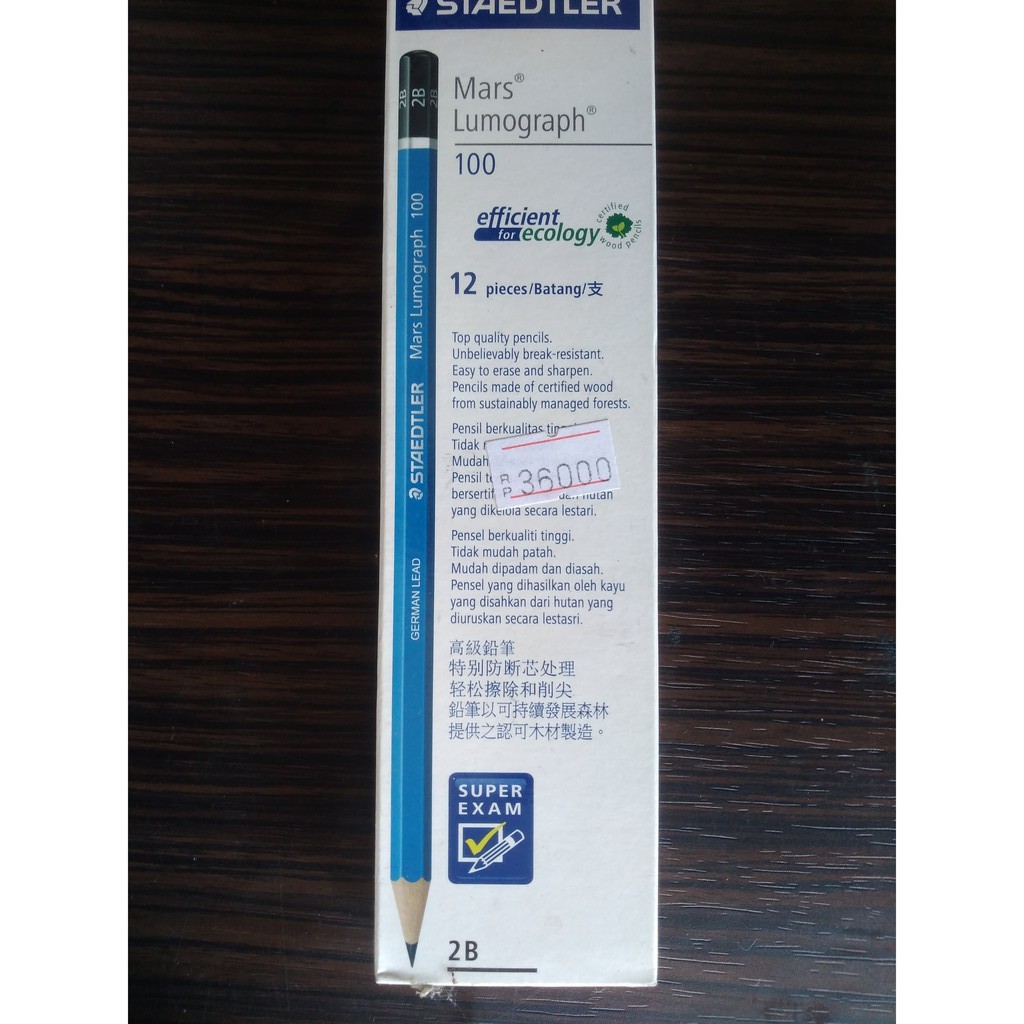 STAEDTLER
2B 2B 2B
Mars Lumograph 100
STAEDTLER
GERMAN LEAD
Mars®
Lumograph®
100
efficient
for ecology
certified
wood pencils
12 pieces/Batang/支
Top quality pencils.
Unbelievably break-resistant.
Easy to erase and sharpen.
Pencils made of certified wood
from sustainably managed forests.
Pensil berkualitas
Tidak
Mudah
Pensil
hutan
yang dikelola secara lestari.
RP 36000
Pensel berkualiti tinggi.
Tidak mudah patah.
Mudah dipadam dan diasah.
Pensel yang dihasilkan oleh kayu
yang disahkan dari hutan yang
diuruskan secara lestasri.
高級鉛筆
特别防断芯处理
轻松擦除和削尖
鉛筆以可持續發展森林
提供之認可木材製造。
SUPER
EXAM
2B